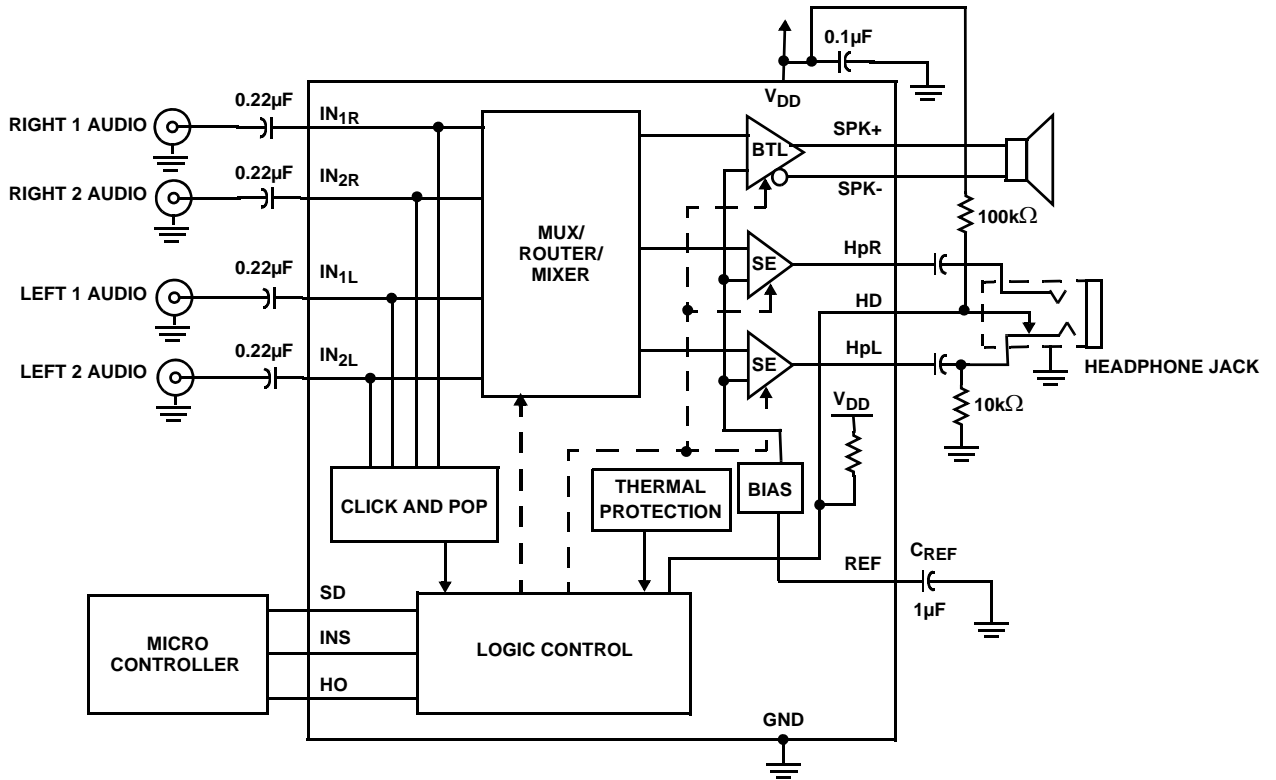 0.1µF
VDD
RIGHT 1 AUDIO
0.22µF
IN1R
RIGHT 2 AUDIO
0.22µF
IN2R
LEFT 1 AUDIO
0.22µF
IN1L
LEFT 2 AUDIO
0.22µF
IN2L
MUX/
ROUTER/
MIXER
BTL
SPK+
SPK-
100kΩ
SE
HpR
HD
SE
HpL
HEADPHONE JACK
10kΩ
VDD
CLICK AND POP
THERMAL
PROTECTION
BIAS
REF
CREF
1µF
MICRO
CONTROLLER
SD
INS
HO
LOGIC CONTROL
GND